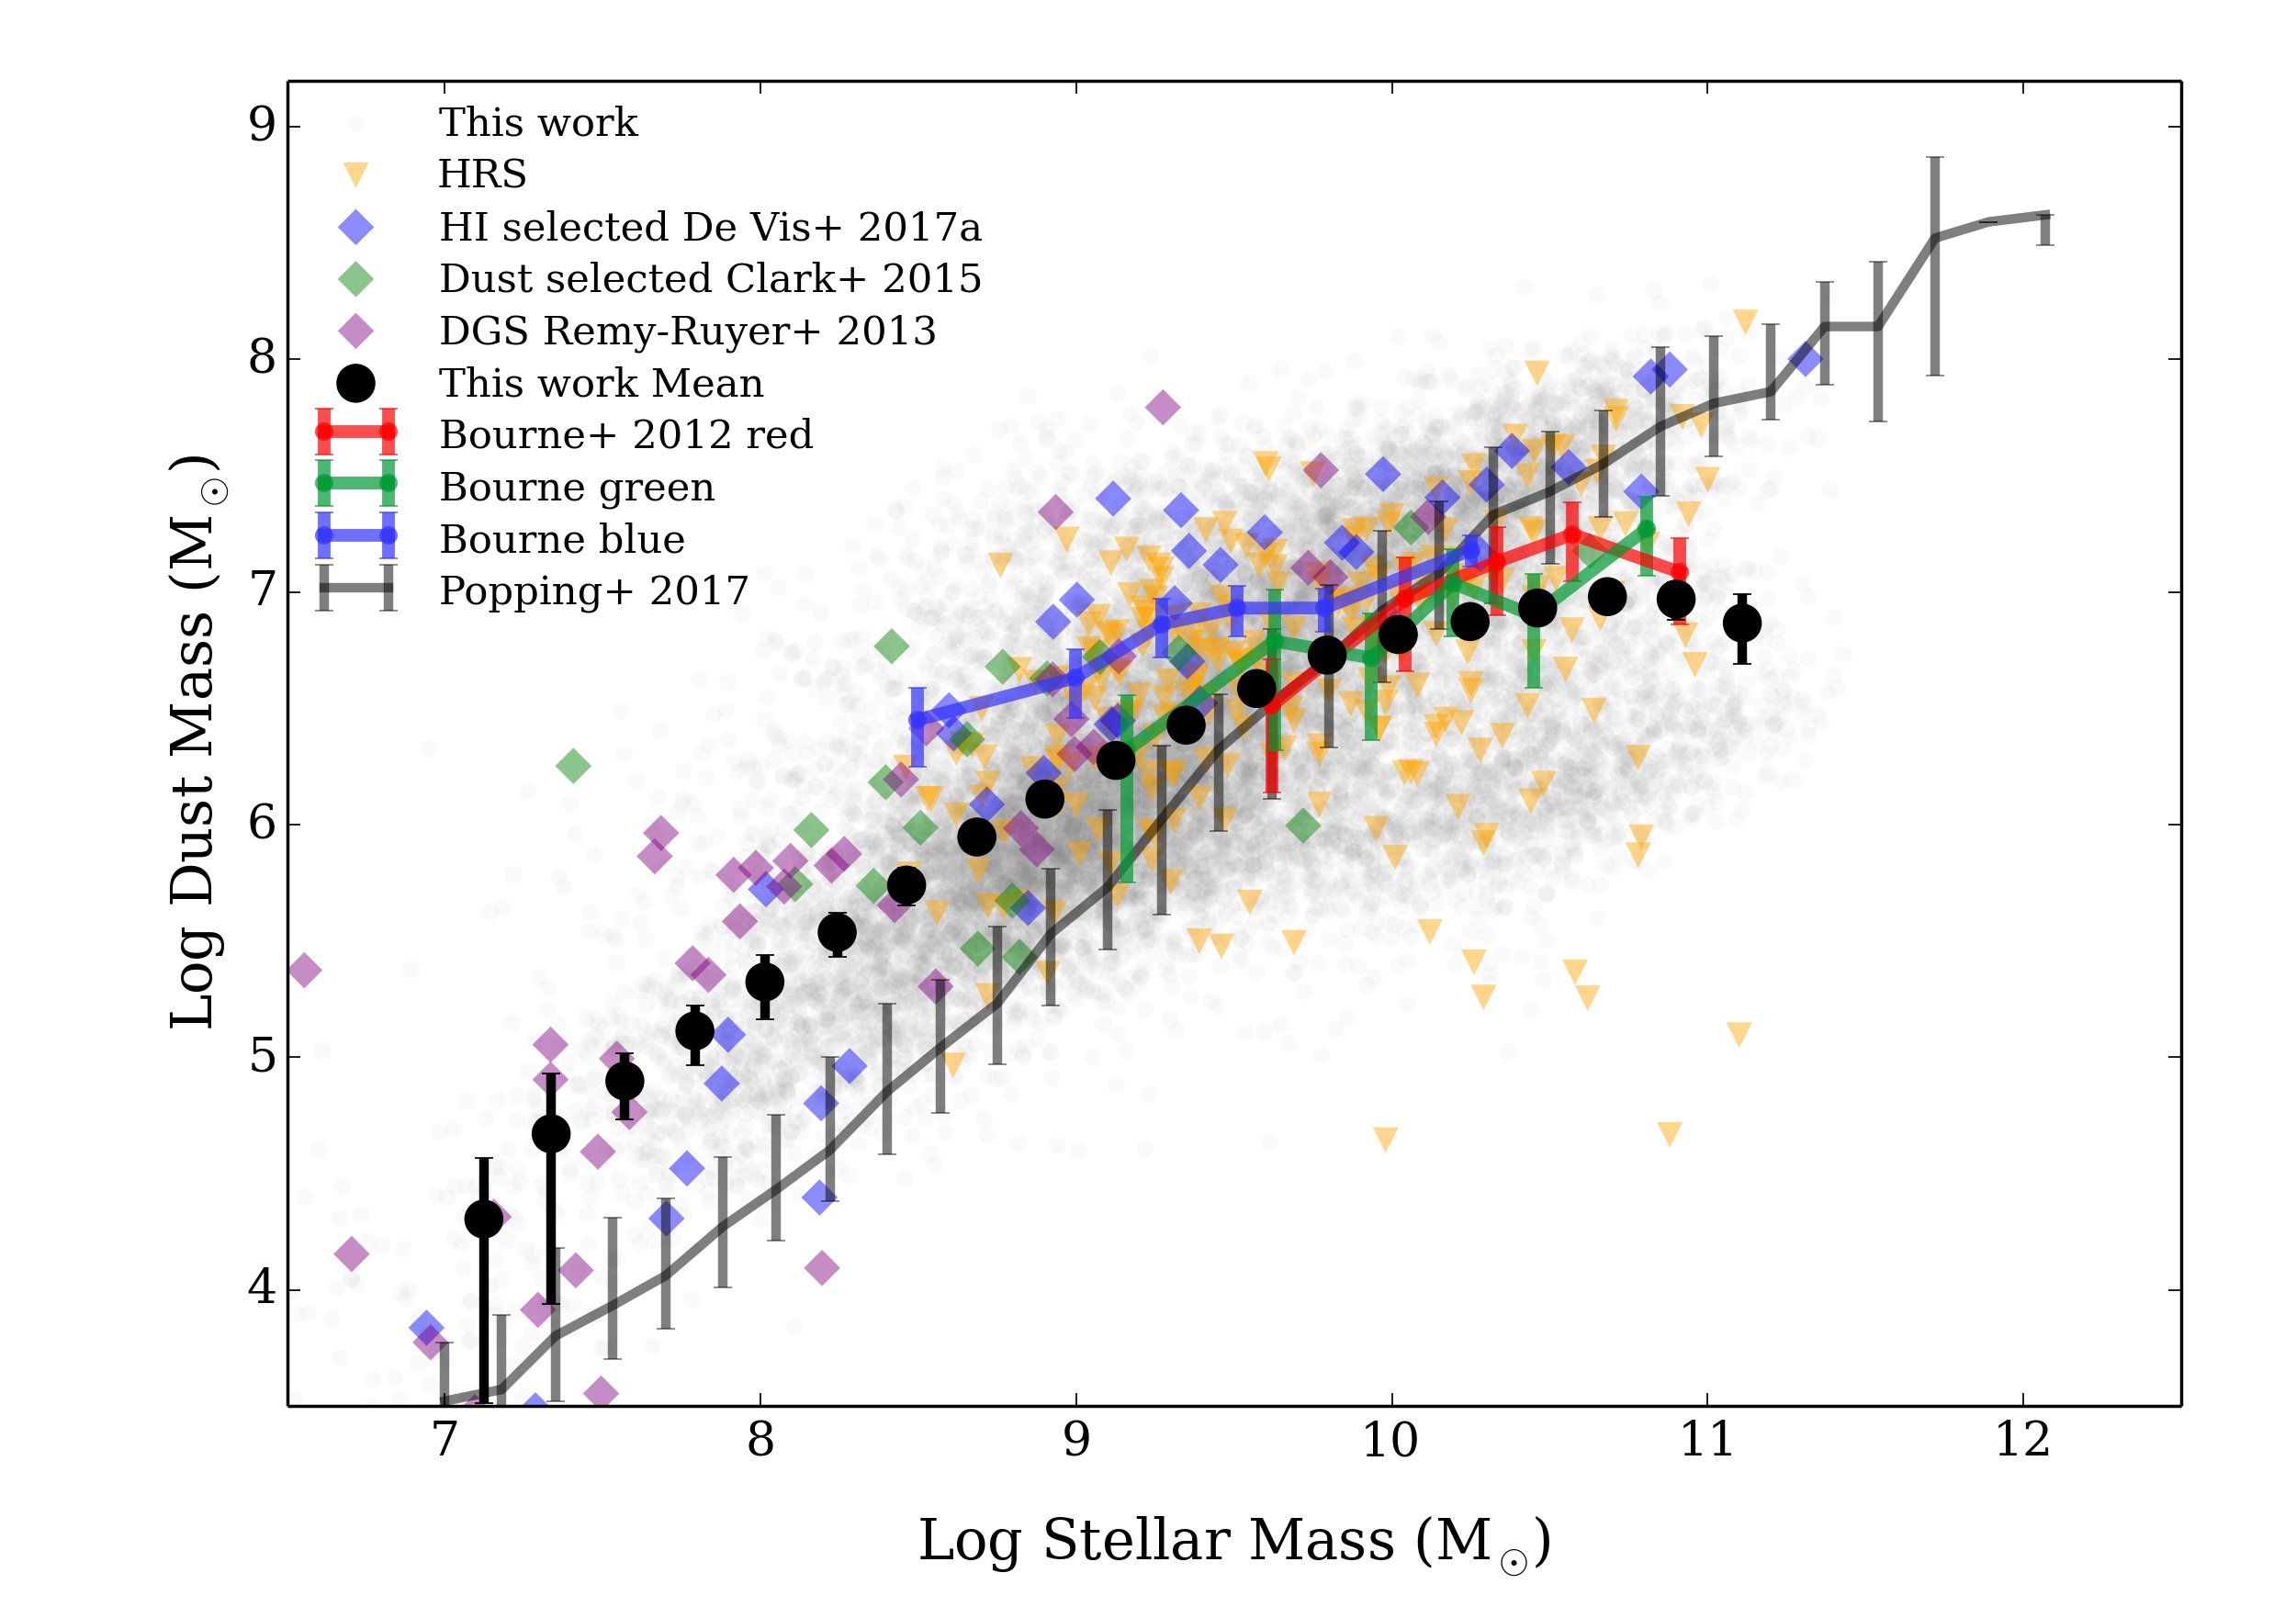 This work
HRS
HI selected De Vis+ 2017a
Dust selected Clark+ 2015
DGS Remy-Ruyer+ 2013
This work Mean
Bourne+ 2012 red
Bourne green
Bourne blue
Popping+ 2017
9
8
7
6
5
4
Log Dust Mass (M☉)
7 8 9 10 11 12
Log Stellar Mass (M☉)